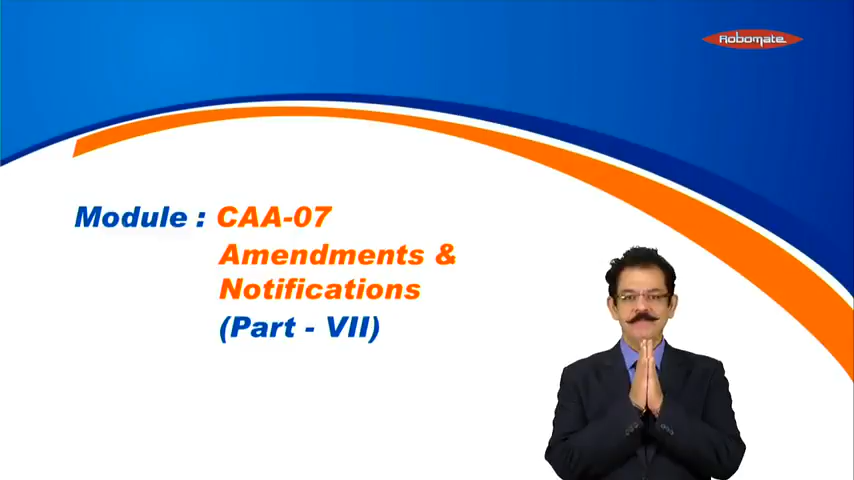 Robomate
Module : CAA-07
Amendments &
Notifications
(Part - VII)